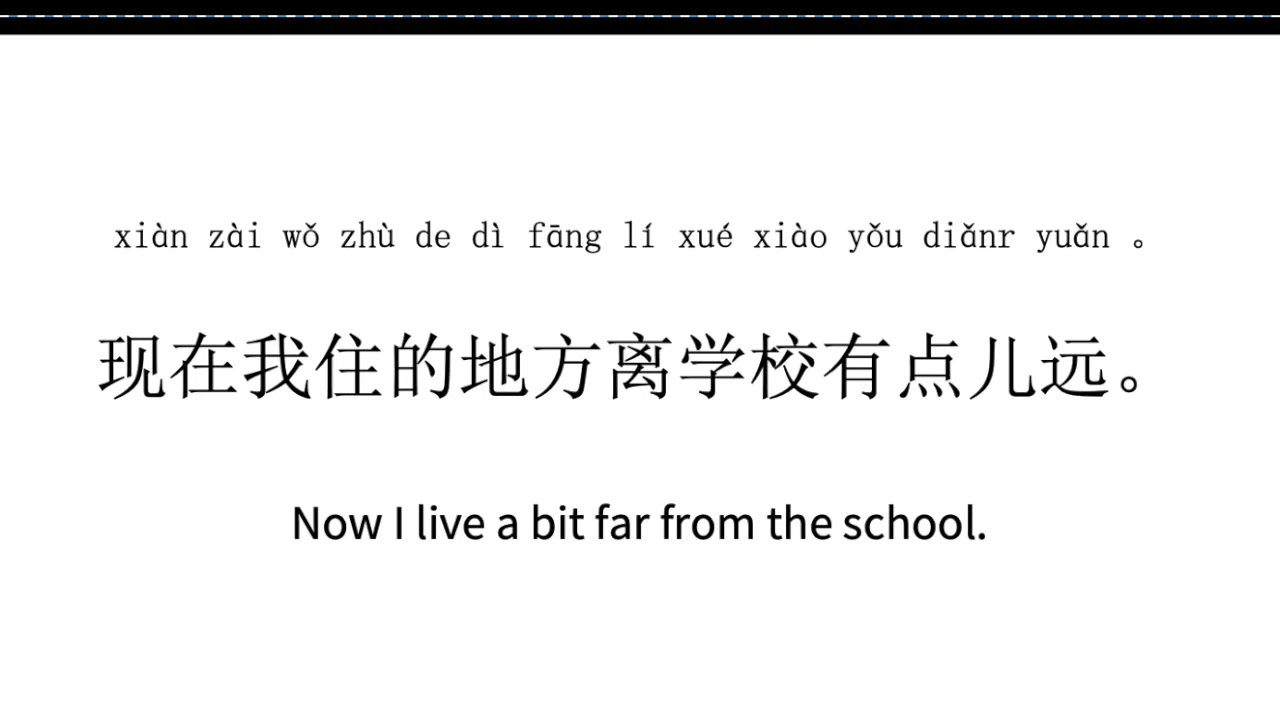 xiàn zài wǒ zhù de dì fāng lí xué xiào yǒu diǎnr yuǎn 。
现在我住的地方离学校有点儿远。
Now I live a bit far from the school.